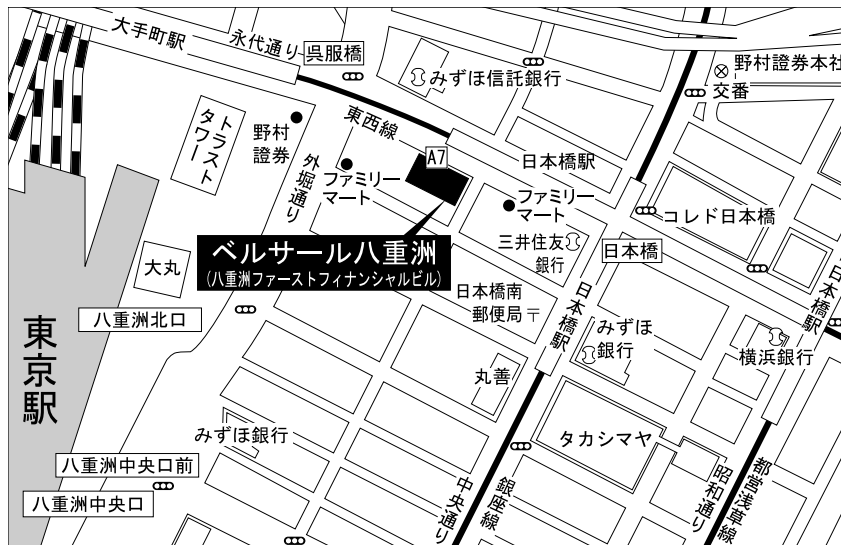 大手町駅
永代通り
呉服橋
みずほ信託銀行
野村證券本社
交番
トラスト
タワー
野村
證券
東西線
A7
日本橋駅
外堀通り
ファミリー
マート
ファミリー
マート
コレド日本橋
三井住友
銀行
日本橋
ベルサール八重洲
(八重洲ファーストフィナンシャルビル)
大丸
八重洲北口
日本橋南
郵便局〒
日本橋駅
みずほ
銀行
日本橋駅
横浜銀行
東京駅
丸善
みずほ銀行
タカシマヤ
八重洲中央口前
八重洲中央口
中央通り
銀座線
昭和通り
都営浅草線